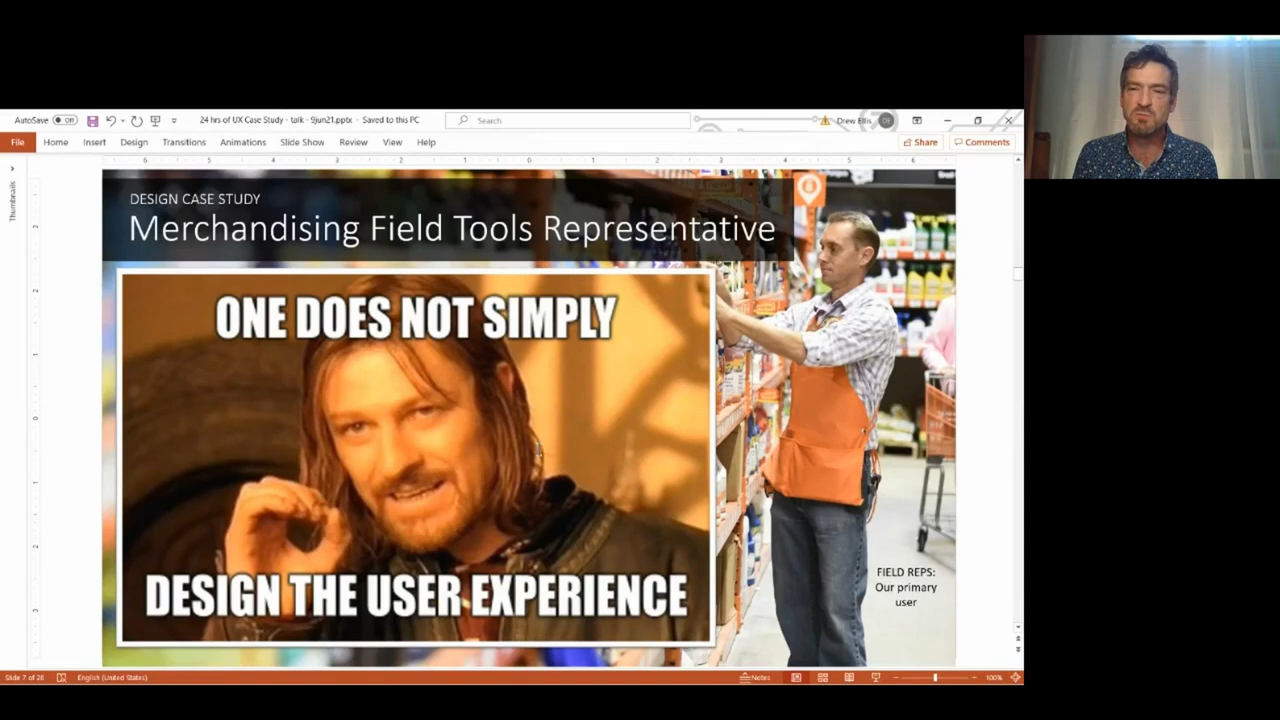 AutoSave Off 24 hrs of UX Case Study - talk - 9jun21.pptx - Saved to this PC Search Drew Ellis DE
File Home Insert Design Transitions Animations Slide Show Review View Help Share Comments
Thumbnails
DESIGN CASE STUDY
Merchandising Field Tools Representative
ONE DOES NOT SIMPLY
DESIGN THE USER EXPERIENCE
FIELD REPS:
Our primary
user
Slide 7 of 28 English (United States) Notes 100%